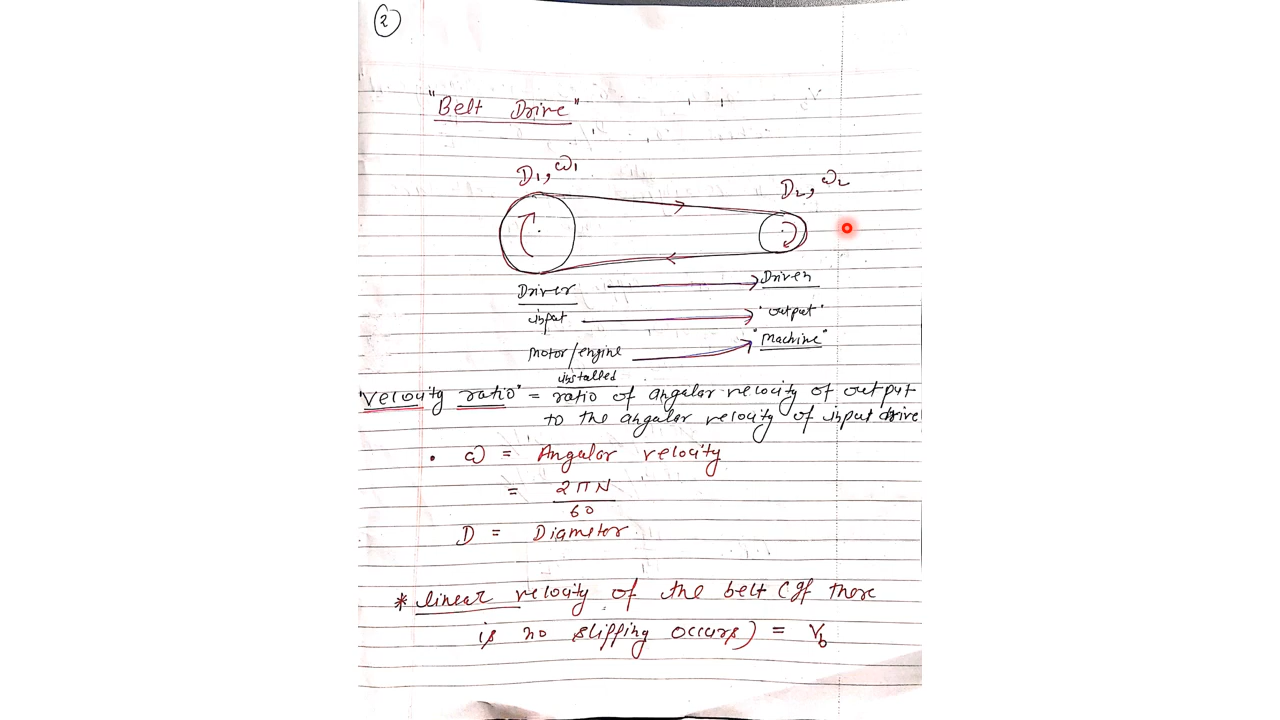 2
"Belt Drive"
D1, ω1
D2, ω2
Driver
Driven
input
"output"
Motor/engine
"Machine"
installed
"Velocity ratio" = ratio of angular velocity of output
to the angular velocity of input drive
• ω = Angular velocity
= 2πN
60
D = Diameter
* linear velocity of the belt (If there
is no slipping occurs) = Vb